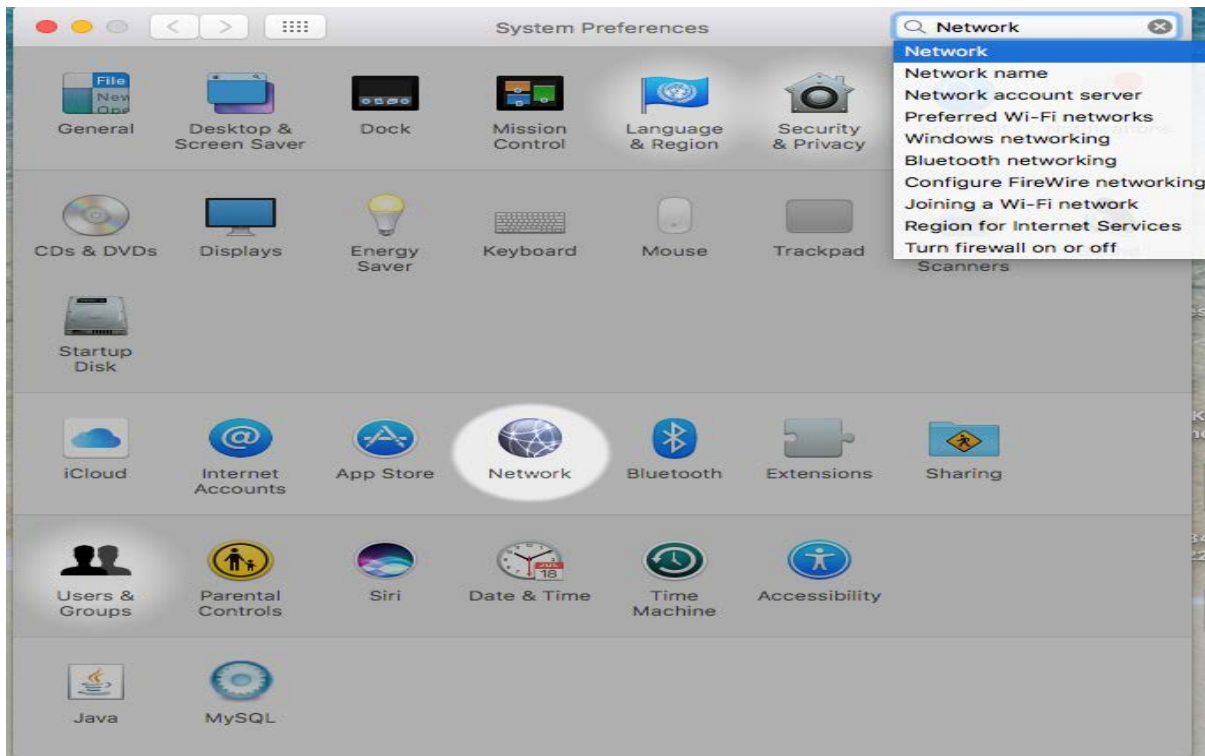 System Preferences
Network
Network
Network name
Network account server
Preferred Wi-Fi networks
Windows networking
Bluetooth networking
Configure FireWire networking
Joining a Wi-Fi network
Region for Internet Services
Turn firewall on or off
File
New
General
Desktop &
Screen Saver
Dock
Mission
Control
Language
& Region
Security
& Privacy
CDs & DVDs
Displays
Energy
Saver
Keyboard
Mouse
Trackpad
Scanners
Startup
Disk
iCloud
@
Internet
Accounts
App Store
Network
Bluetooth
Extensions
Sharing
Users &
Groups
Parental
Controls
Siri
JUL
18
Date & Time
Time
Machine
Accessibility
Java
MySQL